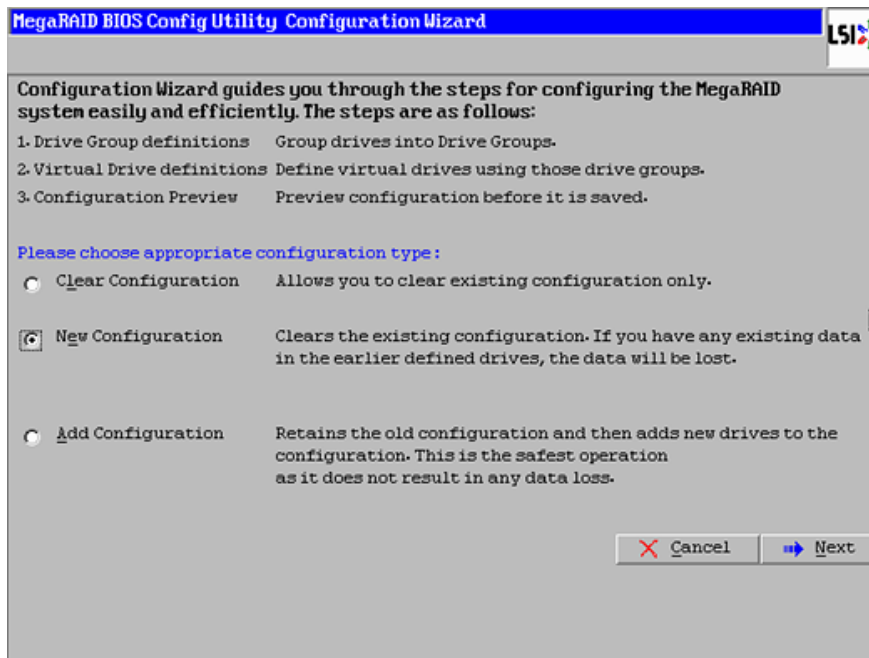 MegaRAID BIOS Config Utility Configuration Wizard
LSI
Configuration Wizard guides you through the steps for configuring the MegaRAID
system easily and efficiently. The steps are as follows:
1. Drive Group definitions Group drives into Drive Groups.
2. Virtual Drive definitions Define virtual drives using those drive groups.
3. Configuration Preview Preview configuration before it is saved.
Please choose appropriate configuration type:
Clear Configuration Allows you to clear existing configuration only.
New Configuration Clears the existing configuration. If you have any existing data
in the earlier defined drives, the data will be lost.
Add Configuration Retains the old configuration and then adds new drives to the
configuration. This is the safest operation
as it does not result in any data loss.
Cancel Next